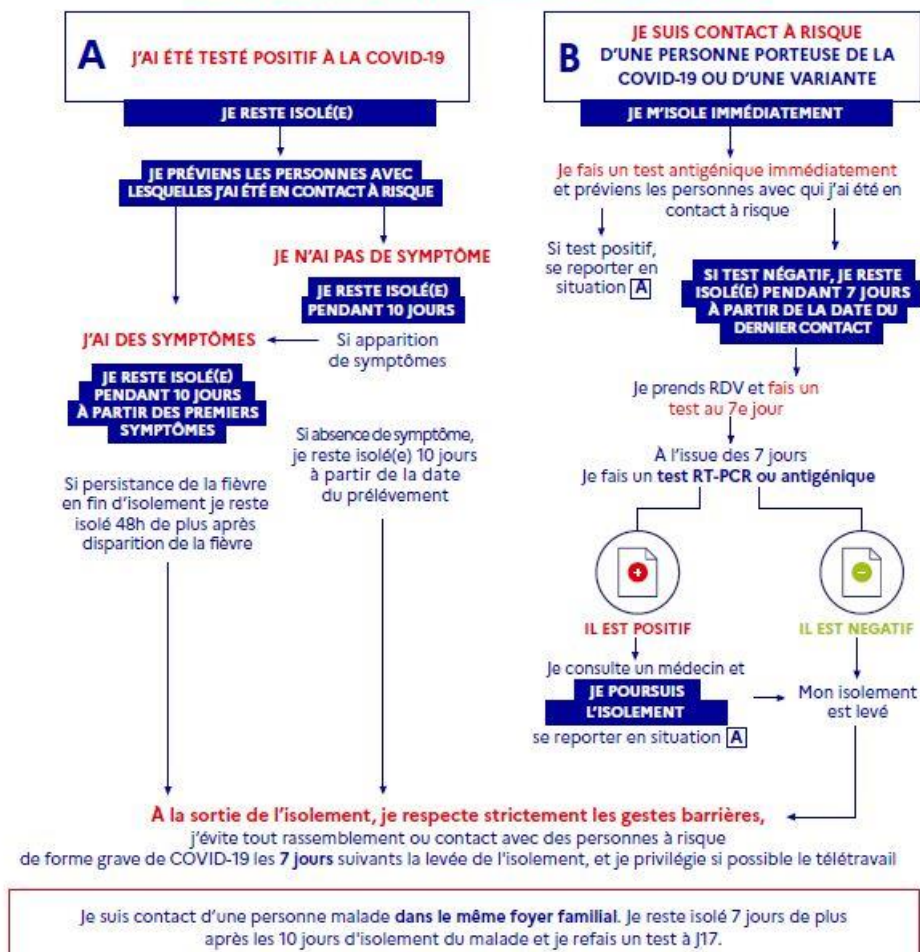 A
J'AI ÉTÉ TESTÉ POSITIF À LA COVID-19
JE RESTE ISOLÉ(E)
JE PRÉVIENS LES PERSONNES AVEC
LESQUELLES J'AI ÉTÉ EN CONTACT À RISQUE
JE N'AI PAS DE SYMPTÔME
JE RESTE ISOLÉ(E)
PENDANT 10 JOURS
Si apparition
de symptômes
J'AI DES SYMPTÔMES
JE RESTE ISOLÉ(E)
PENDANT 10 JOURS
À PARTIR DES PREMIERS
SYMPTÔMES
Si persistance de la fièvre
en fin d'isolement je reste
isolé 48h de plus après
disparition de la fièvre
Si absence de symptôme,
je reste isolé(e) 10 jours
à partir de la date
du prélévement
B
JE SUIS CONTACT À RISQUE
D'UNE PERSONNE PORTEUSE DE LA
COVID-19 OU D'UNE VARIANTE
JE M'ISOLE IMMÉDIATEMENT
Je fais un test antigénique immédiatement
et préviens les personnes avec qui j'ai été en
contact à risque
Si test positif,
se reporter en
situation A
SI TEST NÉGATIF, JE RESTE
ISOLÉ(E) PENDANT 7 JOURS
À PARTIR DE LA DATE DU
DERNIER CONTACT
Je prends RDV et fais un
test au 7e jour
À l'issue des 7 jours
Je fais un test RT-PCR ou antigénique
+
IL EST POSITIF
Je consulte un médecin et
JE POURSUIS
L'ISOLEMENT
se reporter en situation A
−
IL EST NEGATIF
Mon isolement
est levé
À la sortie de l'isolement, je respecte strictement les gestes barrières,
j'évite tout rassemblement ou contact avec des personnes à risque
de forme grave de COVID-19 les 7 jours suivants la levée de l'isolement, et je privilégie si possible le télétravail
Je suis contact d'une personne malade dans le même foyer familial. Je reste isolé 7 jours de plus
après les 10 jours d'isolement du malade et je refais un test à J17.